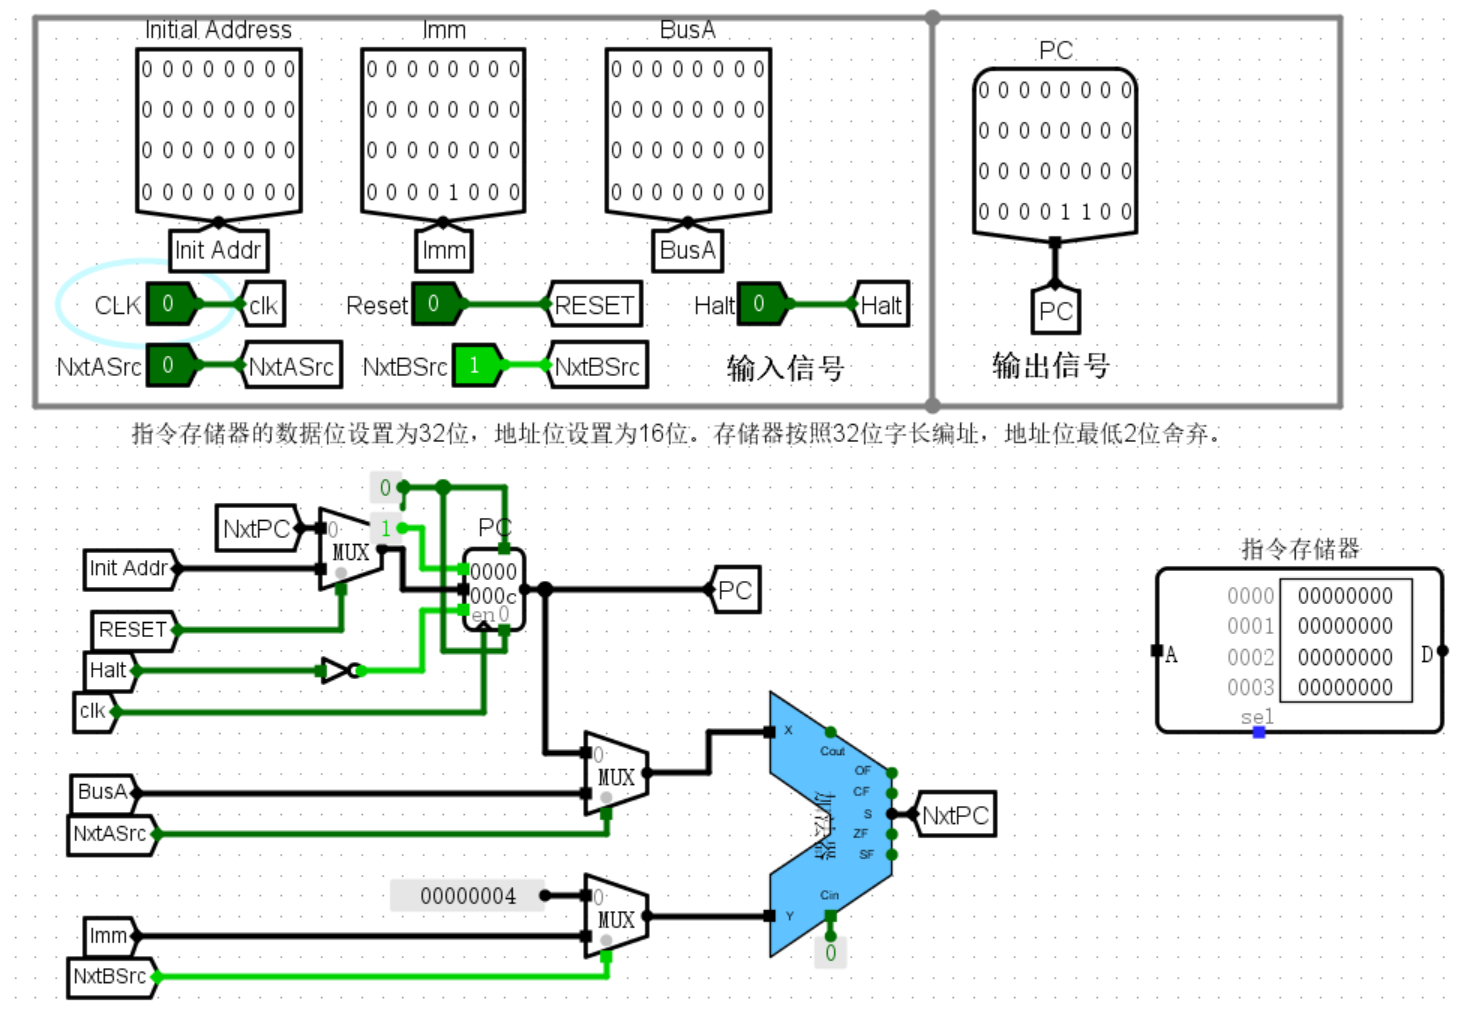 Initial Address
Imm
BusA
PC
0 0 0 0 0 0 0 0
0 0 0 0 0 0 0 0
0 0 0 0 0 0 0 0
0 0 0 0 0 0 0 0
0 0 0 0 0 0 0 0
0 0 0 0 0 0 0 0
0 0 0 0 0 0 0 0
0 0 0 0 1 0 0 0
0 0 0 0 0 0 0 0
0 0 0 0 0 0 0 0
0 0 0 0 0 0 0 0
0 0 0 0 0 0 0 0
0 0 0 0 0 0 0 0
0 0 0 0 0 0 0 0
0 0 0 0 0 0 0 0
0 0 0 0 1 1 0 0
Init Addr
Imm
BusA
PC
CLK 0 clk
Reset 0 RESET
Halt 0 Halt
NxtASrc 0 NxtASrc
NxtBSrc 1 NxtBSrc
输入信号
输出信号
指令存储器的数据位设置为32位，地址位设置为16位。存储器按照32位字长编址，地址位最低2位舍弃。
0
NxtPC
0
1
PC
MUX
Init Addr
0000
000c
en 0
PC
RESET
Halt
clk
指令存储器
0000 00000000
0001 00000000
0002 00000000
0003 00000000
A
D
sel
0
MUX
BusA
NxtASrc
X
Cout
OF
CF
S
ZF
SF
Cin
Y
NxtPC
00000004
0
MUX
Imm
NxtBSrc
0